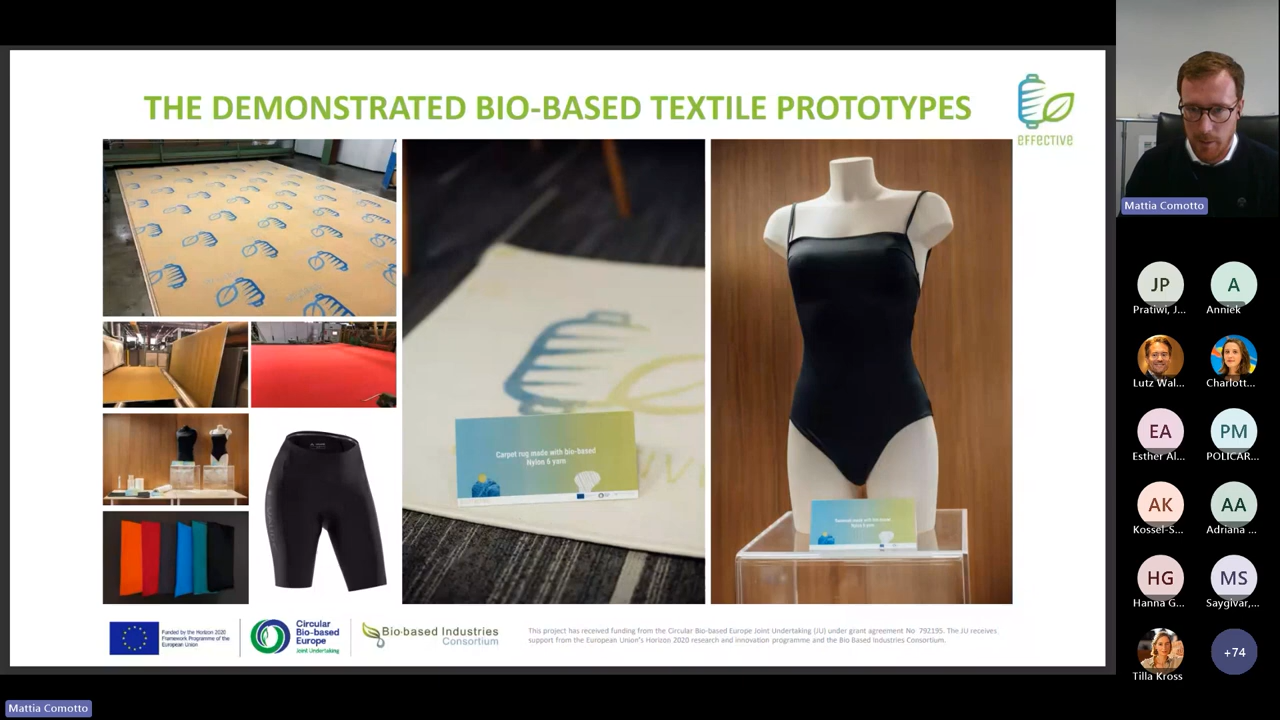 THE DEMONSTRATED BIO-BASED TEXTILE PROTOTYPES
effective
Carpet rug made with bio-based
Nylon 6 yarn
Funded by the Horizon 2020
Framework Programme of the
European Union
Circular
Bio-based
Europe
Joint Undertaking
Bio-based Industries
Consortium
This project has received funding from the Circular Bio-based Europe Joint Undertaking (JU) under grant agreement No 792195. The JU receives
support from the European Union's Horizon 2020 research and innovation programme and the Bio Based Industries Consortium.
Mattia Comotto
JP
Pratiwi, J...
A
Anniek
Lutz Wal...
Charlott...
EA
Esther Al...
PM
POLICAR...
AK
Kossel-S...
AA
Adriana ...
HG
Hanna G...
MS
Saygivar,...
Tilla Kross
+74
Mattia Comotto